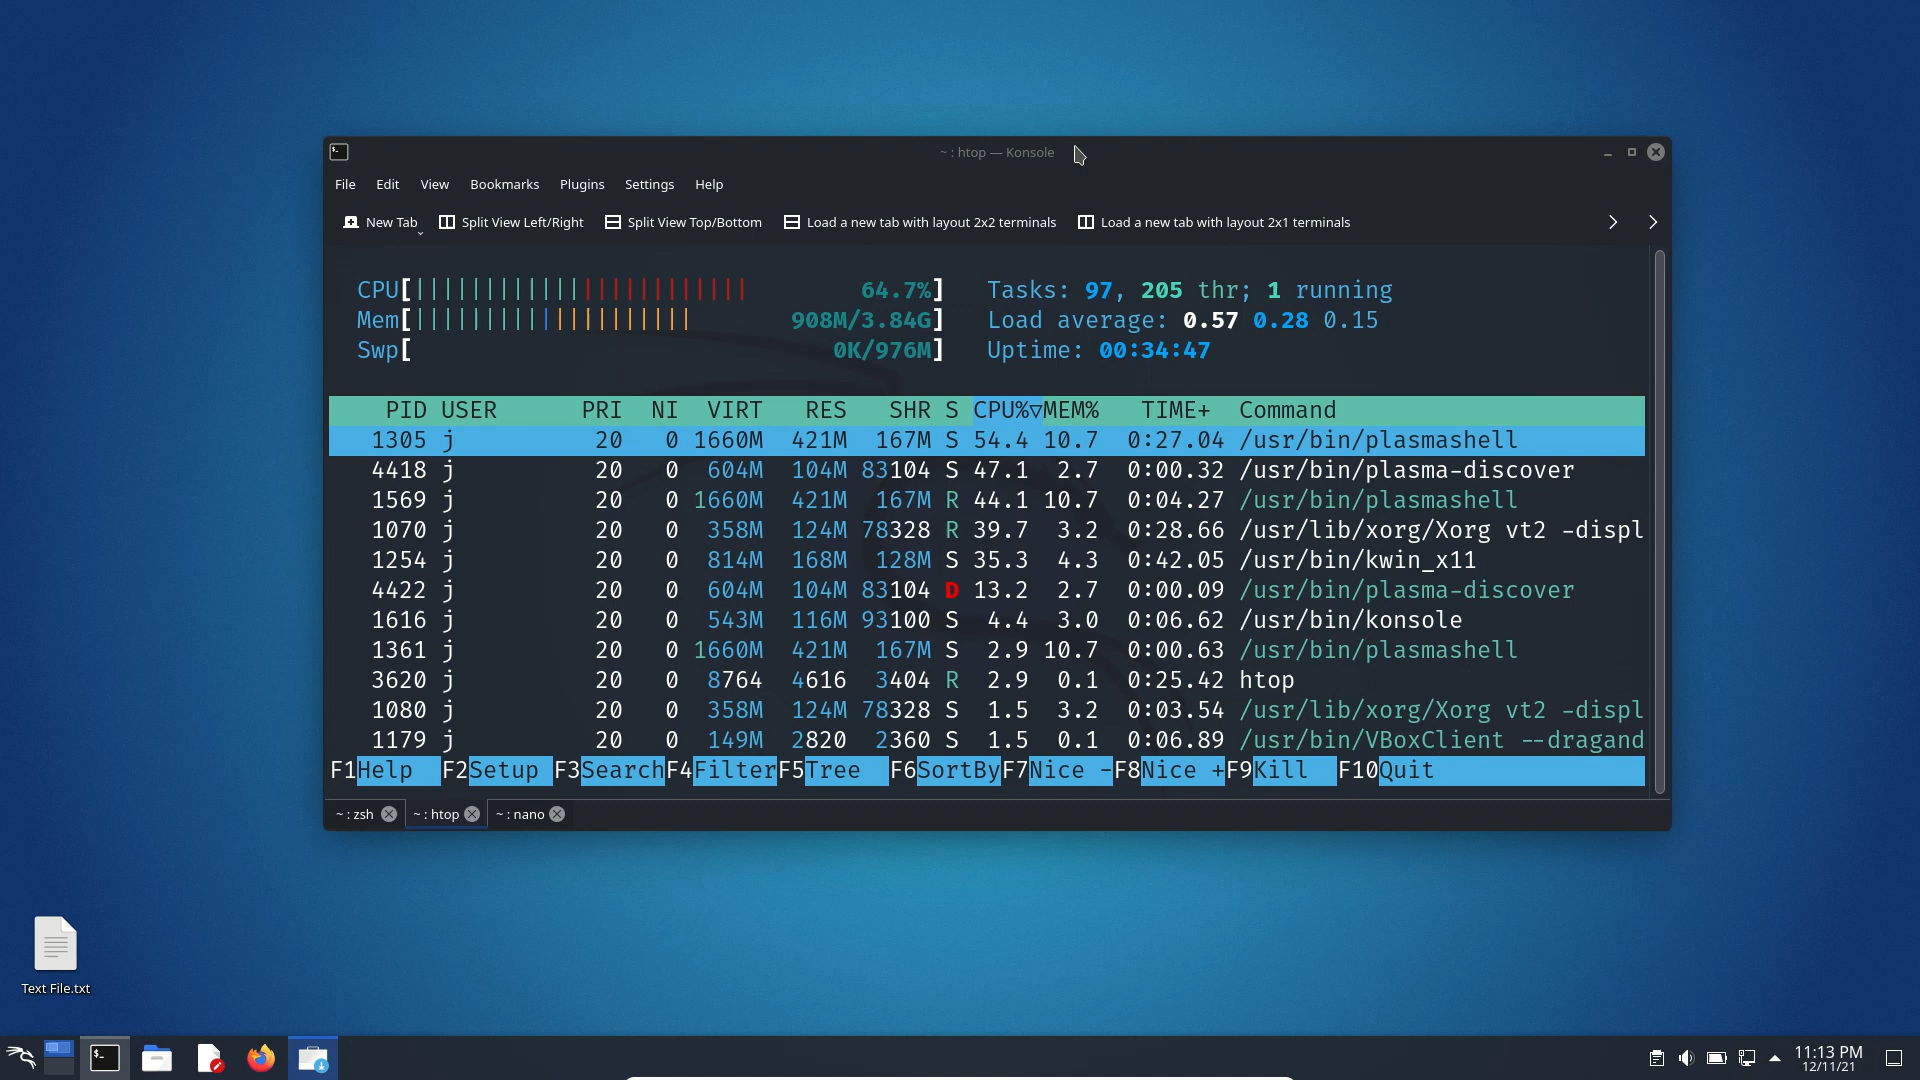 ~ : htop — Konsole
File Edit View Bookmarks Plugins Settings Help
New Tab Split View Left/Right Split View Top/Bottom Load a new tab with layout 2x2 terminals Load a new tab with layout 2x1 terminals
CPU[|||||||||||||||||||||||| 64.7%] Tasks: 97, 205 thr; 1 running
Mem[|||||||||||||||||||| 908M/3.84G] Load average: 0.57 0.28 0.15
Swp[ 0K/976M] Uptime: 00:34:47
PID USER PRI NI VIRT RES SHR S CPU%▽MEM% TIME+ Command
1305 j 20 0 1660M 421M 167M S 54.4 10.7 0:27.04 /usr/bin/plasmashell
4418 j 20 0 604M 104M 83104 S 47.1 2.7 0:00.32 /usr/bin/plasma-discover
1569 j 20 0 1660M 421M 167M R 44.1 10.7 0:04.27 /usr/bin/plasmashell
1070 j 20 0 358M 124M 78328 R 39.7 3.2 0:28.66 /usr/lib/xorg/Xorg vt2 -displ
1254 j 20 0 814M 168M 128M S 35.3 4.3 0:42.05 /usr/bin/kwin_x11
4422 j 20 0 604M 104M 83104 D 13.2 2.7 0:00.09 /usr/bin/plasma-discover
1616 j 20 0 543M 116M 93100 S 4.4 3.0 0:06.62 /usr/bin/konsole
1361 j 20 0 1660M 421M 167M S 2.9 10.7 0:00.63 /usr/bin/plasmashell
3620 j 20 0 8764 4616 3404 R 2.9 0.1 0:25.42 htop
1080 j 20 0 358M 124M 78328 S 1.5 3.2 0:03.54 /usr/lib/xorg/Xorg vt2 -displ
1179 j 20 0 149M 2820 2360 S 1.5 0.1 0:06.89 /usr/bin/VBoxClient --dragand
F1Help F2Setup F3SearchF4FilterF5Tree F6SortByF7Nice -F8Nice +F9Kill F10Quit
~ : zsh ~ : htop ~ : nano
Text File.txt
11:13 PM
12/11/21